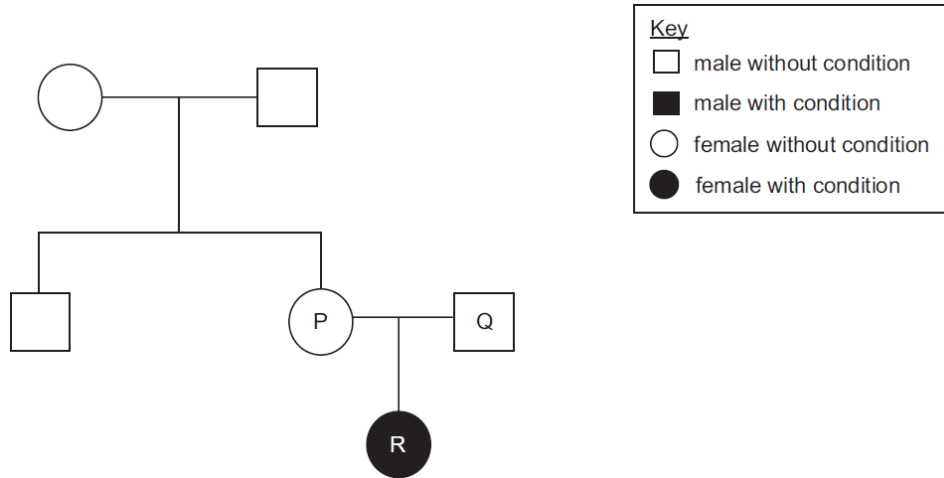 Key
male without condition
male with condition
female without condition
female with condition
P
Q
R